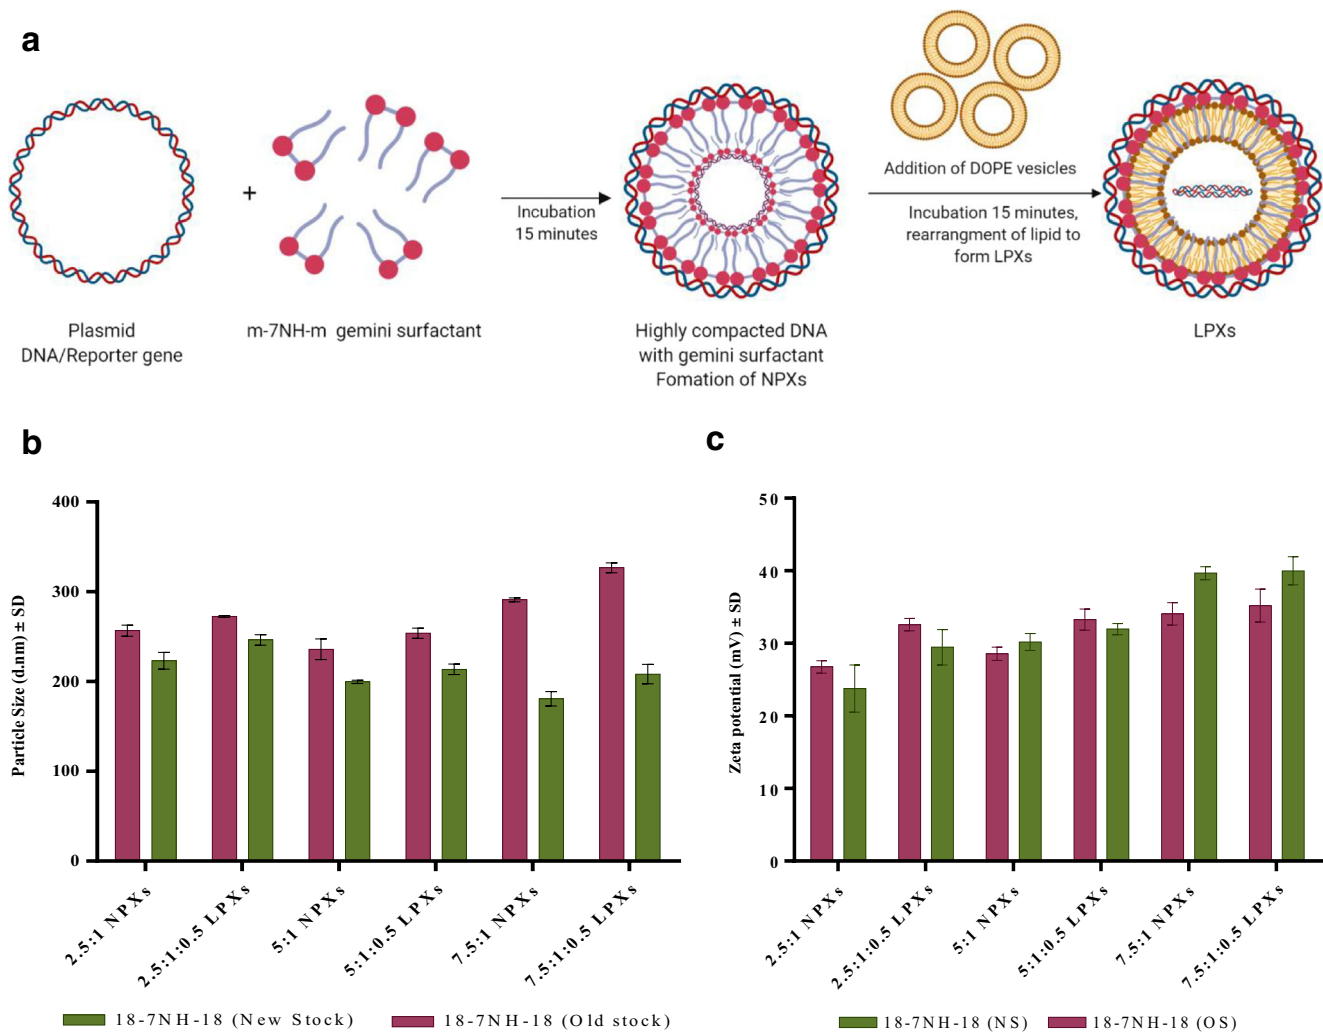 a
+
Incubation
15 minutes
Addition of DOPE vesicles
Incubation 15 minutes,
rearrangment of lipid to
form LPXs
Plasmid
DNA/Reporter gene
m-7NH-m gemini surfactant
Highly compacted DNA
with gemini surfactant
Fomation of NPXs
LPXs
b
Particle Size (d.nm) ± SD
400
300
200
100
0
2.5:1 NPXs
2.5:1:0.5 LPXs
5:1 NPXs
5:1:0.5 LPXs
7.5:1 NPXs
7.5:1:0.5 LPXs
18-7NH-18 (New Stock)
18-7NH-18 (Old stock)
c
Zeta potential (mV) ± SD
50
40
30
20
10
0
2.5:1 NPXs
2.5:1:0.5 LPXs
5:1 NPXs
5:1:0.5 LPXs
7.5:1 NPXs
7.5:1:0.5 LPXs
18-7NH-18 (NS)
18-7NH-18 (OS)